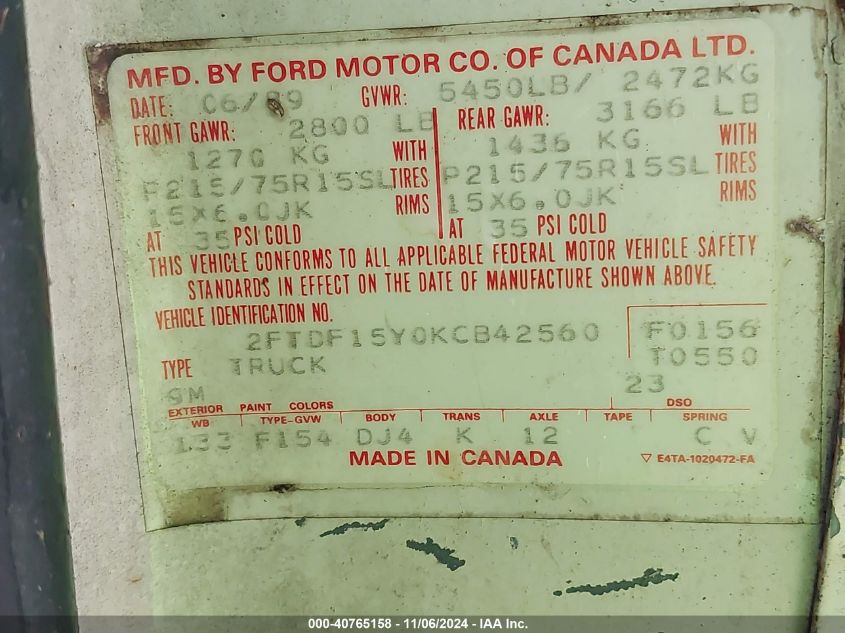 MFD. BY FORD MOTOR CO. OF CANADA LTD.
DATE: 06/89 GVWR: 5450LB/ 2472KG
FRONT GAWR: 2800 LB REAR GAWR: 3166 LB
1270 KG WITH 1436 KG WITH
P215/75R15SL TIRES P215/75R15SL TIRES
15X6.0JK RIMS 15X6.0JK RIMS
AT 35 PSI COLD AT 35 PSI COLD
THIS VEHICLE CONFORMS TO ALL APPLICABLE FEDERAL MOTOR VEHICLE SAFETY
STANDARDS IN EFFECT ON THE DATE OF MANUFACTURE SHOWN ABOVE.
VEHICLE IDENTIFICATION NO.
2FTDF15Y0KCB42560 F0156
TYPE TRUCK T0550
9M 23
EXTERIOR PAINT COLORS DSO
WB TYPE-GVW BODY TRANS AXLE TAPE SPRING
133 F154 DJ4 K 12 C V
MADE IN CANADA ▽ E4TA-1020472-FA
000-40765158 - 11/06/2024 - IAA Inc.